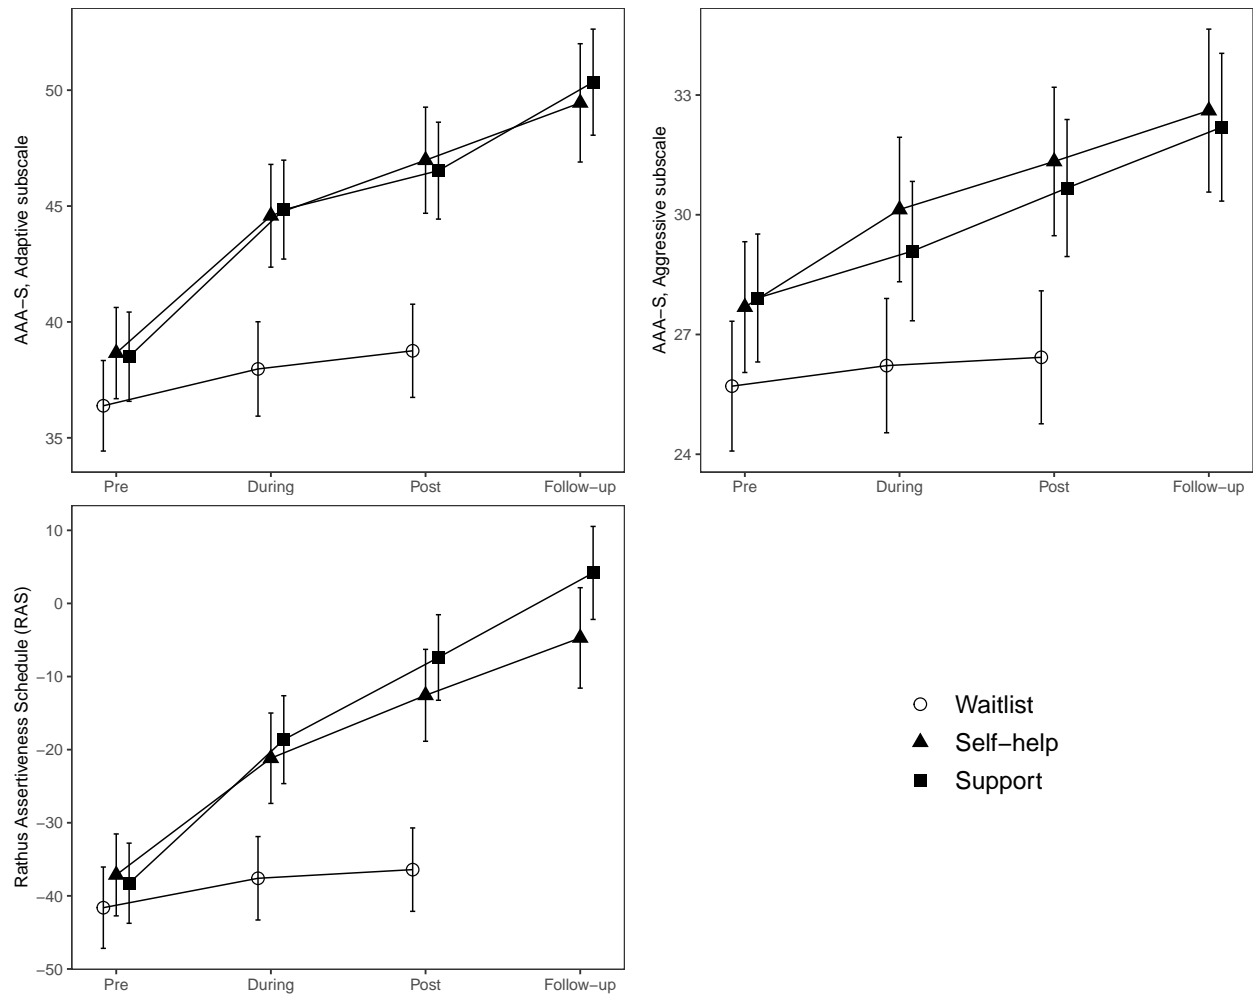 AAA−S, Adaptive subscale
50
45
40
35
Pre During Post Follow−up
AAA−S, Aggressive subscale
33
30
27
24
Pre During Post Follow−up
Rathus Assertiveness Schedule (RAS)
10
0
−10
−20
−30
−40
−50
Pre During Post Follow−up
Waitlist
Self−help
Support